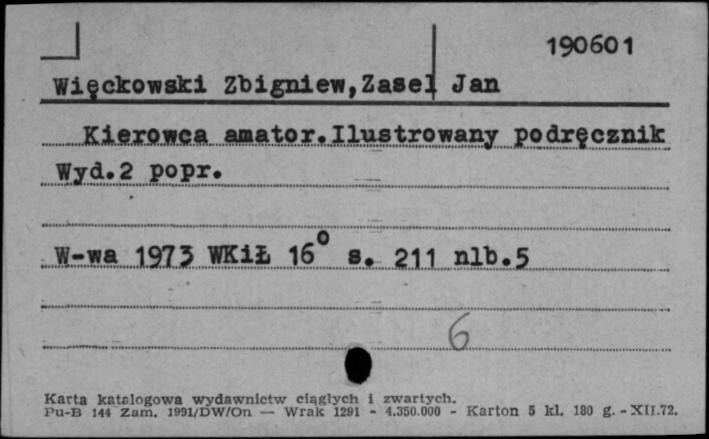 190601
Więckowski Zbigniew,Zasel Jan
Kierowca amator.Ilustrowany podręcznik
Wyd.2 popr.
W-wa 1973 WKiŁ 16° s. 211 nlb.5
6
Karta katalogowa wydawnictw ciągłych i zwartych.
Pu-B 144 Zam. 1991/DW/On — Wrak 1291 - 4.350.000 - Karton 5 kl. 180 g. - XII.72.